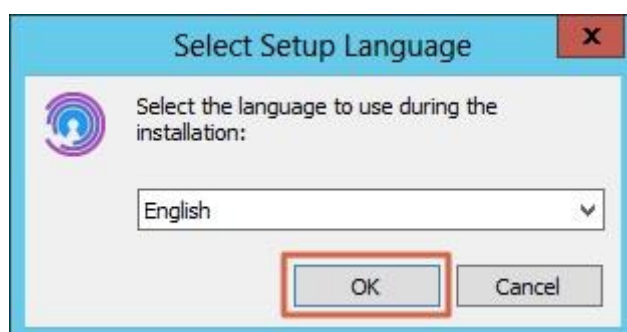 Select Setup Language
x
Select the language to use during the
installation:
English
OK
Cancel